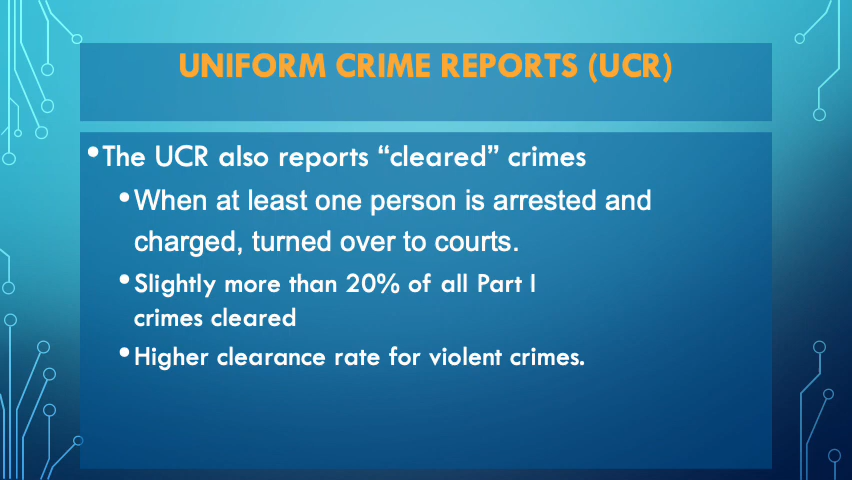 UNIFORM CRIME REPORTS (UCR)
•The UCR also reports “cleared” crimes
•When at least one person is arrested and
charged, turned over to courts.
•Slightly more than 20% of all Part I
crimes cleared
•Higher clearance rate for violent crimes.